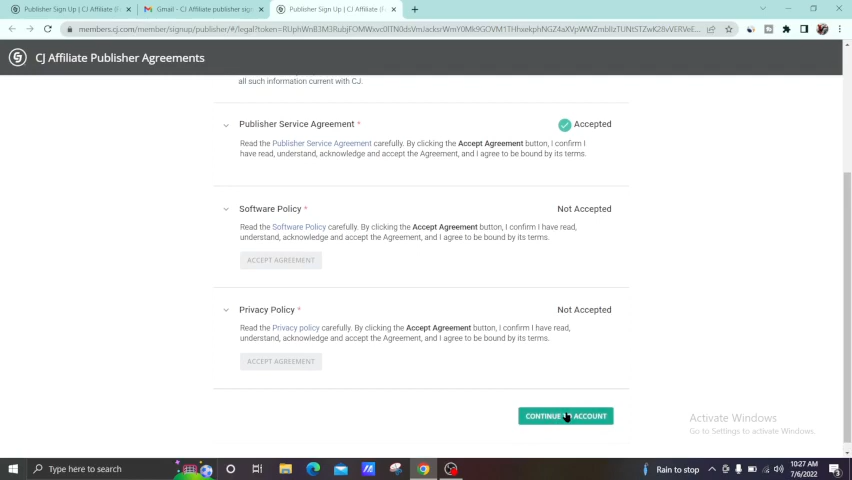 Publisher Sign Up | CJ Affiliate (F
Gmail - CJ Affiliate publisher sign
Publisher Sign Up | CJ Affiliate (F
CJ Affiliate Publisher Agreements
all such information current with CJ.
Publisher Service Agreement *
Accepted
Read the Publisher Service Agreement carefully. By clicking the Accept Agreement button, I confirm I
have read, understand, acknowledge and accept the Agreement, and I agree to be bound by its terms.
Software Policy *
Not Accepted
Read the Software Policy carefully. By clicking the Accept Agreement button, I confirm I have read,
understand, acknowledge and accept the Agreement, and I agree to be bound by its terms.
ACCEPT AGREEMENT
Privacy Policy *
Not Accepted
Read the Privacy policy carefully. By clicking the Accept Agreement button, I confirm I have read,
understand, acknowledge and accept the Agreement, and I agree to be bound by its terms.
ACCEPT AGREEMENT
CONTINUE TO ACCOUNT
Activate Windows
Go to Settings to activate Windows.
Type here to search
Rain to stop
10:27 AM
7/6/2022
3